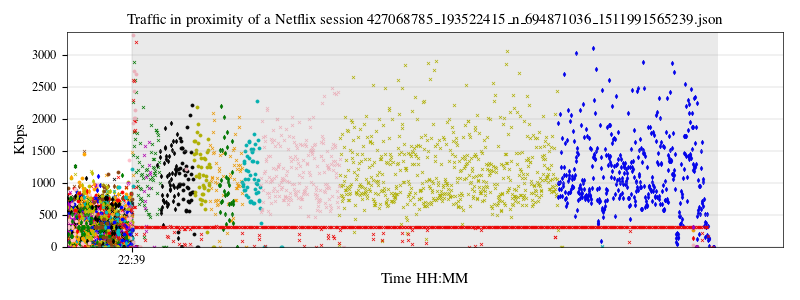 Traffic in proximity of a Netflix session 427068785_193522415_n_694871036_1511991565239.json
3000
2500
2000
1500
1000
500
0
Kbps
22:39
Time HH:MM